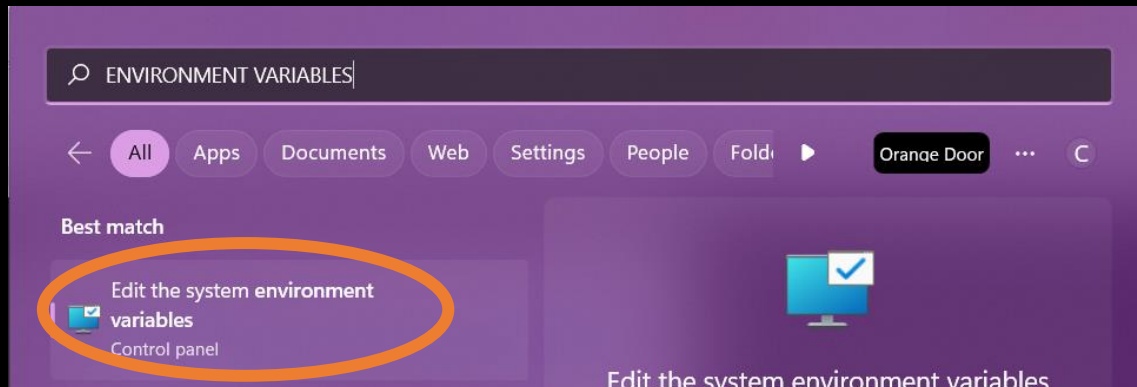 ENVIRONMENT VARIABLES
All Apps Documents Web Settings People Folde Orange Door ... C
Best match
Edit the system environment
variables
Control panel
Edit the system environment variables